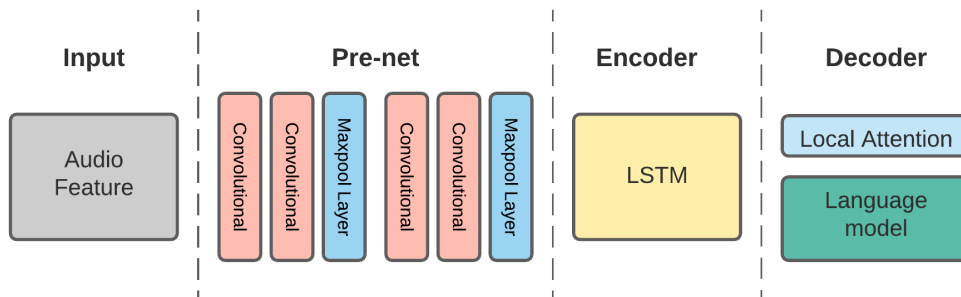 Input
Pre-net
Encoder
Decoder
Audio
Feature
Convolutional
Convolutional
Maxpool Layer
Convolutional
Convolutional
Maxpool Layer
LSTM
Local Attention
Language
model